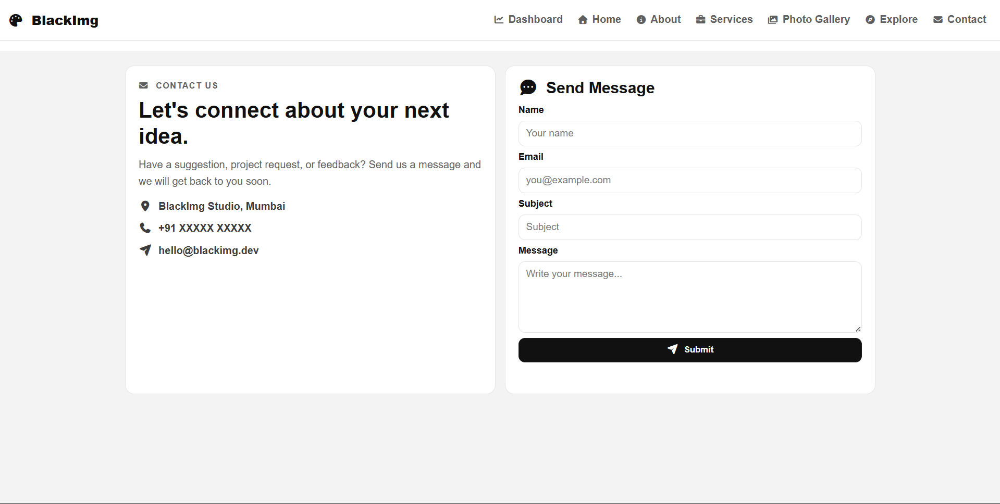 BlackImg
Dashboard
Home
About
Services
Photo Gallery
Explore
Contact
CONTACT US
Let's connect about your next
idea.
Have a suggestion, project request, or feedback? Send us a message and
we will get back to you soon.
BlackImg Studio, Mumbai
+91 XXXXX XXXXX
hello@blackimg.dev
Send Message
Name
Your name
Email
you@example.com
Subject
Subject
Message
Write your message...
Submit